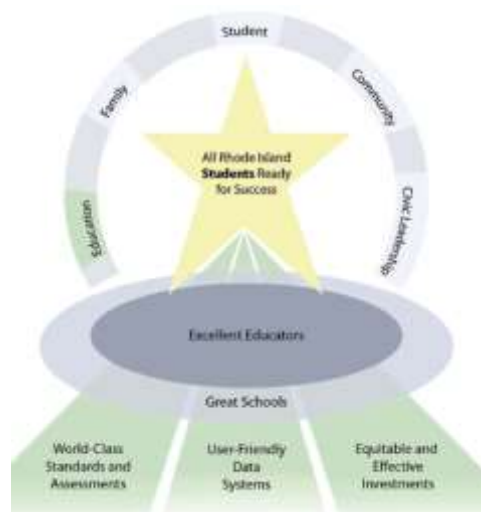 Student
Family
Community
Education
Civic Leadership
All Rhode Island
Students Ready
for Success
Excellent Educators
Great Schools
World-Class
Standards and
Assessments
User-Friendly
Data
Systems
Equitable and
Effective
Investments